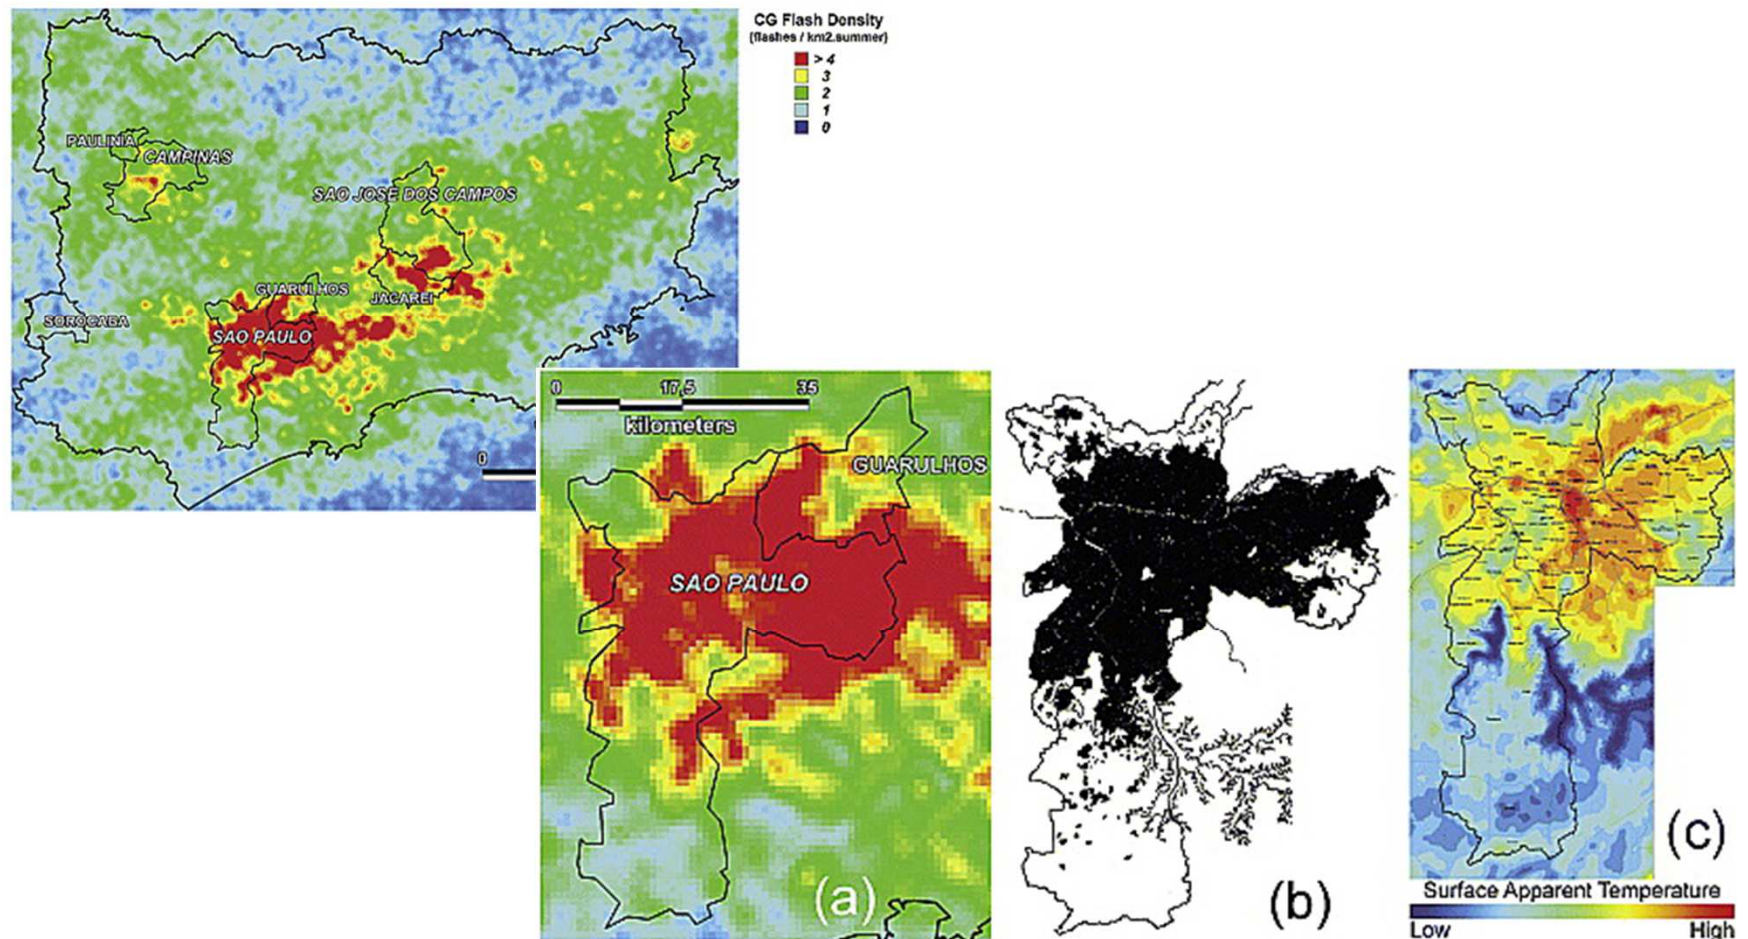 CG Flash Density
(flashes / km2.summer)
> 4
3
2
1
0
PAULINIA
CAMPINAS
SAO JOSE DOS CAMPOS
GUARULHOS
JACAREI
SOROCABA
SAO PAULO
0
0 17,5 35
kilometers
GUARULHOS
SAO PAULO
(a)
(b)
(c)
Surface Apparent Temperature
Low High